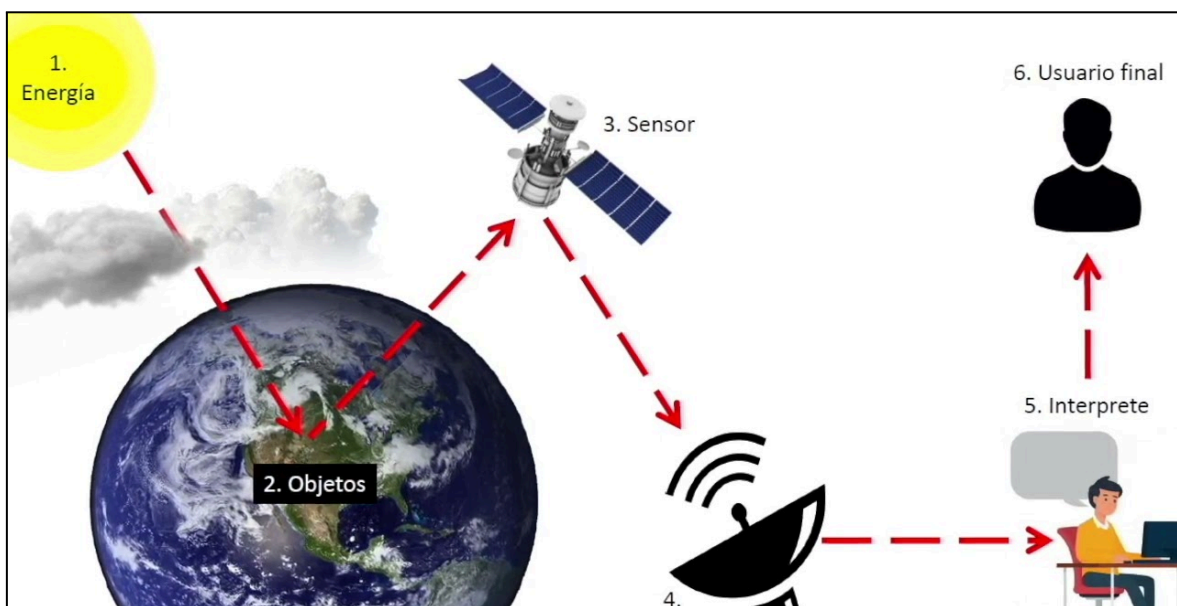 1.
Energía
2. Objetos
3. Sensor
4.
5. Interprete
6. Usuario final